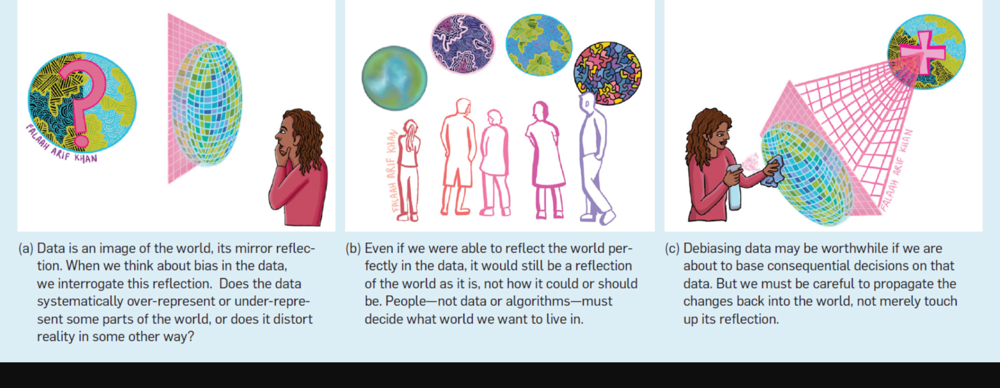 FALAAH ARIF KHAN
(a) Data is an image of the world, its mirror reflec-
tion. When we think about bias in the data,
we interrogate this reflection. Does the data
systematically over-represent or under-repre-
sent some parts of the world, or does it distort
reality in some other way?
FALAAH ARIF KHAN
(b) Even if we were able to reflect the world per-
fectly in the data, it would still be a reflection
of the world as it is, not how it could or should
be. People—not data or algorithms—must
decide what world we want to live in.
FALAAH ARIF KHAN
(c) Debiasing data may be worthwhile if we are
about to base consequential decisions on that
data. But we must be careful to propagate the
changes back into the world, not merely touch
up its reflection.